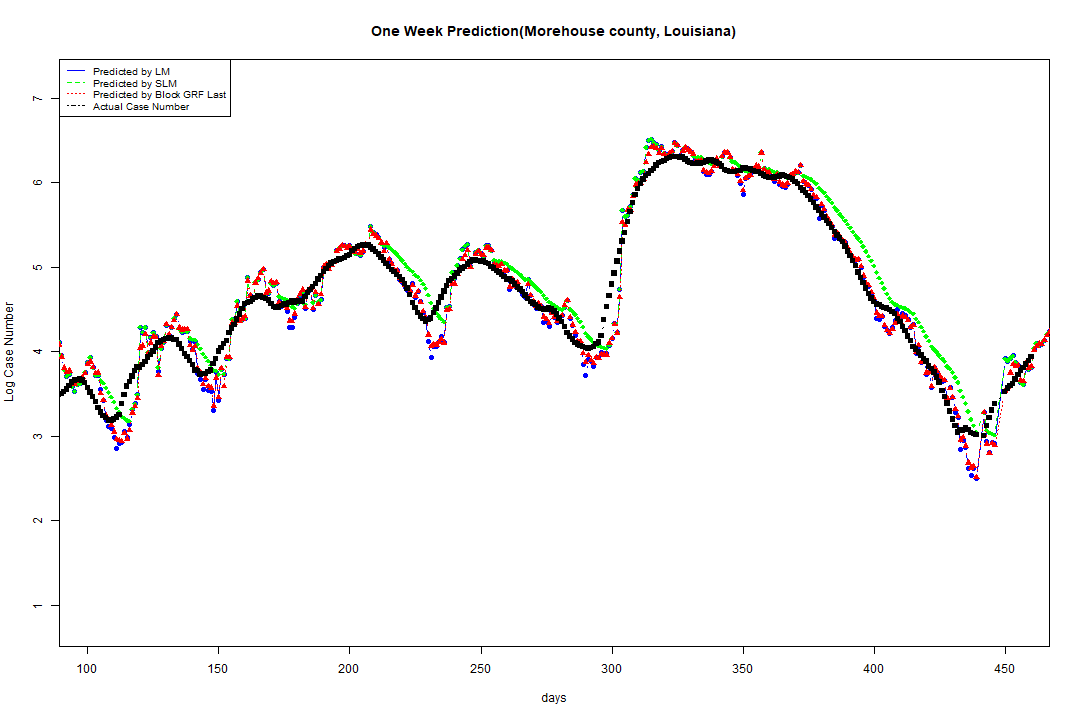 One Week Prediction(Morehouse county, Louisiana)
Predicted by LM
Predicted by SLM
Predicted by Block GRF Last
Actual Case Number
7
6
5
4
3
2
1
Log Case Number
100 150 200 250 300 350 400 450
days